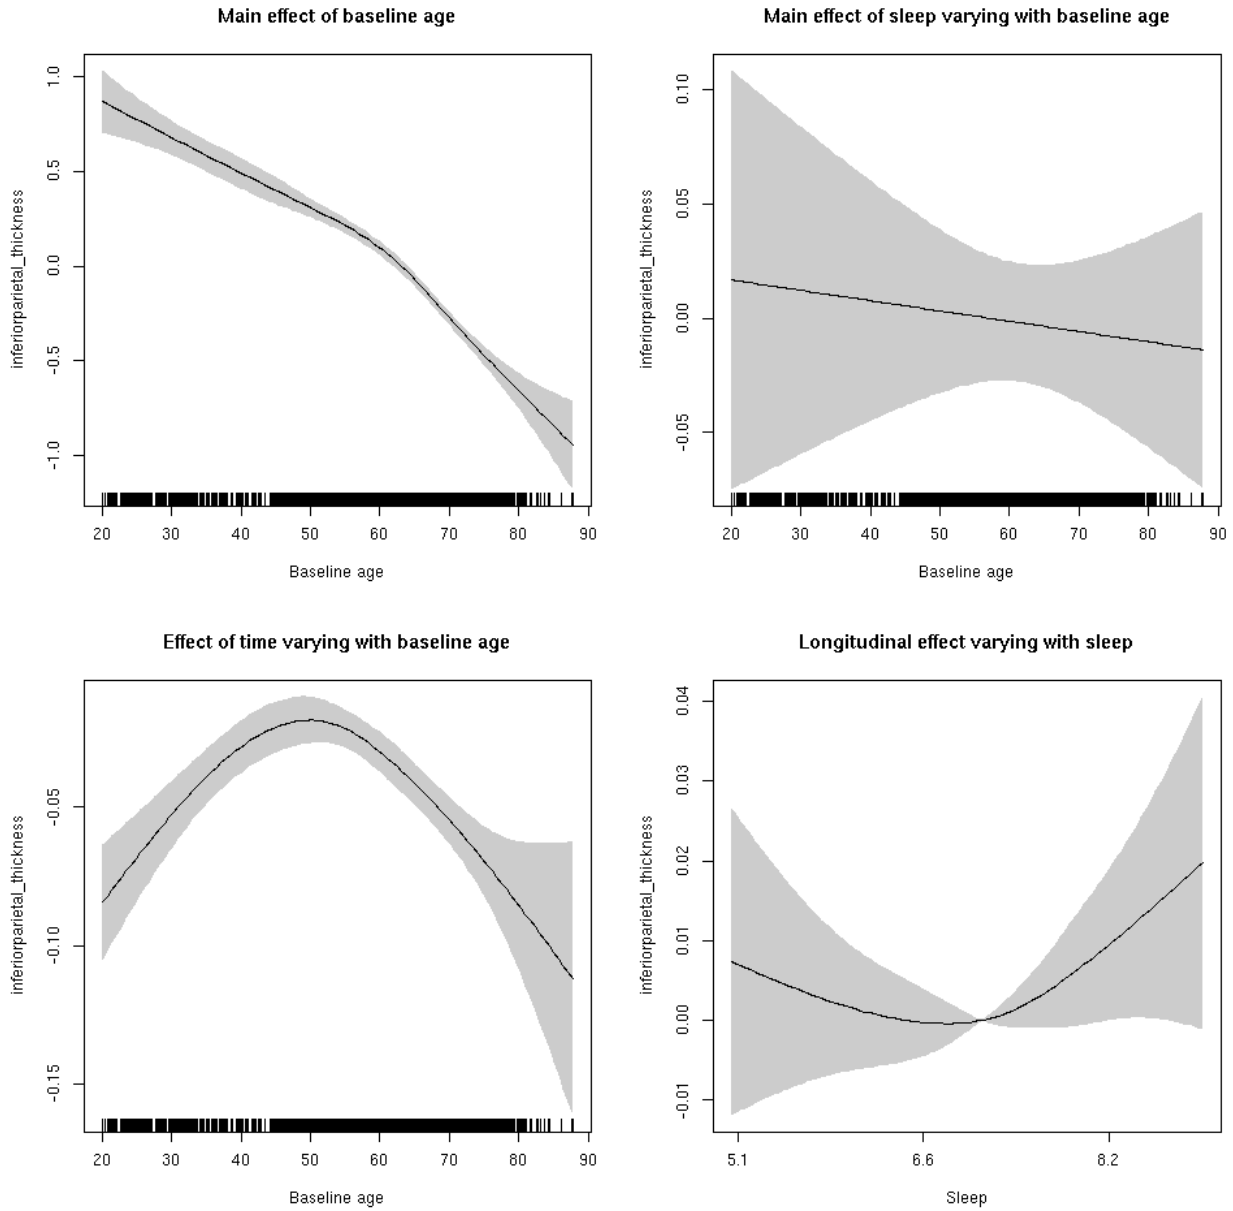 Main effect of baseline age
inferiorparietal_thickness
1.0
0.5
0.0
-0.5
-1.0
20 30 40 50 60 70 80 90
Baseline age
Main effect of sleep varying with baseline age
inferiorparietal_thickness
0.10
0.05
0.00
-0.05
20 30 40 50 60 70 80 90
Baseline age
Effect of time varying with baseline age
inferiorparietal_thickness
-0.05
-0.10
-0.15
20 30 40 50 60 70 80 90
Baseline age
Longitudinal effect varying with sleep
inferiorparietal_thickness
0.04
0.03
0.02
0.01
0.00
-0.01
5.1 6.6 8.2
Sleep